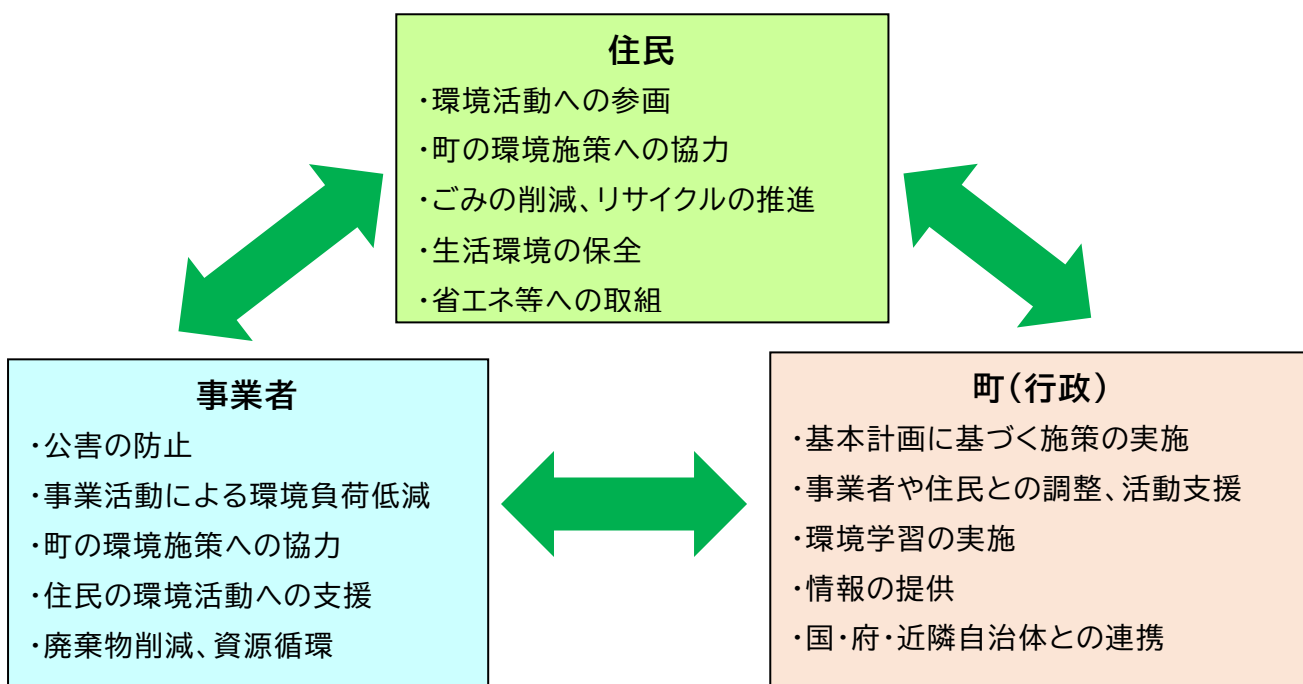 住民
・環境活動への参画
・町の環境施策への協力
・ごみの削減、リサイクルの推進
・生活環境の保全
・省エネ等への取組
事業者
・公害の防止
・事業活動による環境負荷低減
・町の環境施策への協力
・住民の環境活動への支援
・廃棄物削減、資源循環
町(行政)
・基本計画に基づく施策の実施
・事業者や住民との調整、活動支援
・環境学習の実施
・情報の提供
・国・府・近隣自治体との連携